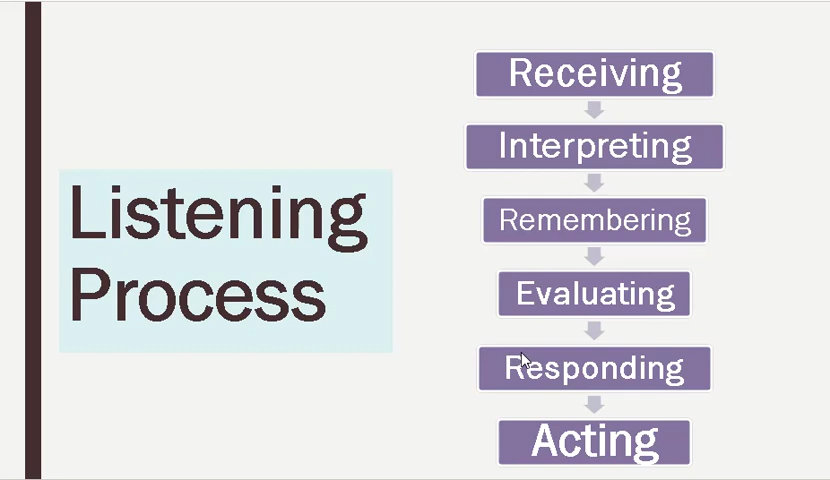 Listening
Process
Receiving
Interpreting
Remembering
Evaluating
Responding
Acting